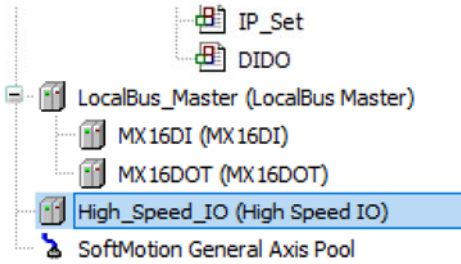 IP_Set
DIDO
LocalBus_Master (LocalBus Master)
MX16DI (MX16DI)
MX16DOT (MX16DOT)
High_Speed_IO (High Speed IO)
SoftMotion General Axis Pool